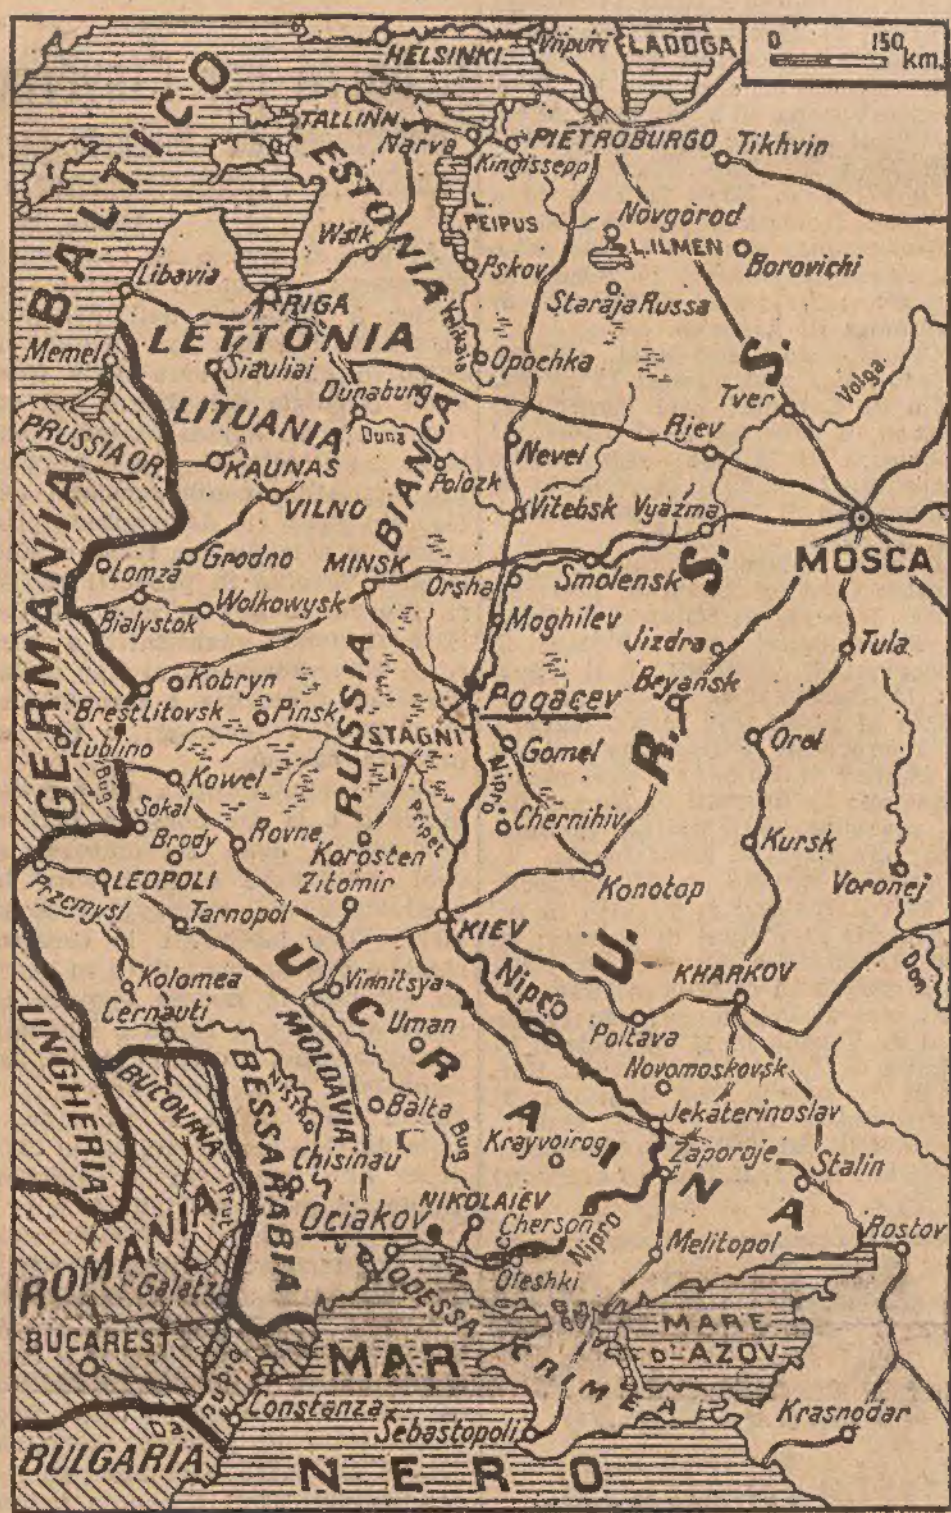 HELSINKI
Viipuri
LADOGA
0 150 km.
BALTICO
TALLINN
Narva
Kingissepp
PIETROBURGO
Tikhvin
ESTONIA
L. PEIPUS
Novgorod
L. ILMEN
Borovichi
Walk
Pskov
Libavia
RIGA
Staraja Russa
Velikaia
LETTONIA
Memel
Siauliai
Opochka
Dunaburg
Volga
Tver
LITUANIA
Rjev
PRUSSIA OR.
Duna
KAUNAS
Nevel
Polozk
VILNO
Vitebsk
Vyazma
MOSCA
Grodno
MINSK
Lomza
Orsha
Smolensk
Wolkowysk
Bialystok
Moghilev
Jizdra
Tula
RUSSIA BIANCA
GERMANIA
Kobryn
Beyańsk
Brest Litovsk
Pinsk
Pogacev
STAGNI
Gomel
Orel
Lublino
Bug
Kowel
Nipro
Pripet
Sokal
Chernihiv
Brody
Rovne
Korosten
Kursk
LEOPOLI
Zitomir
Konotop
Voronej
Przemysl
Tarnopol
KIEV
U. R. S. S.
Don
Kolomea
Vinnitsya
Nipro
KHARKOV
Cernauti
Uman
Poltava
UNGHERIA
MOLDAVIA
Novomoskovsk
BUCOVINA
BESSARABIA
Nistro
Balta
Bug
Jekaterinoslav
Krayvoirog
Zaporoje
Stalin
Chisinau
UCRAINA
NIKOLAIEV
Ociakov
Cherson
Nipro
Prut
Melitopol
Rostov
ROMANIA
Oleshki
Galatz
ODESSA
MARE D'AZOV
BUCAREST
MAR NERO
CRIMEA
Constanza
Krasnodar
Sebastopoli
BULGARIA